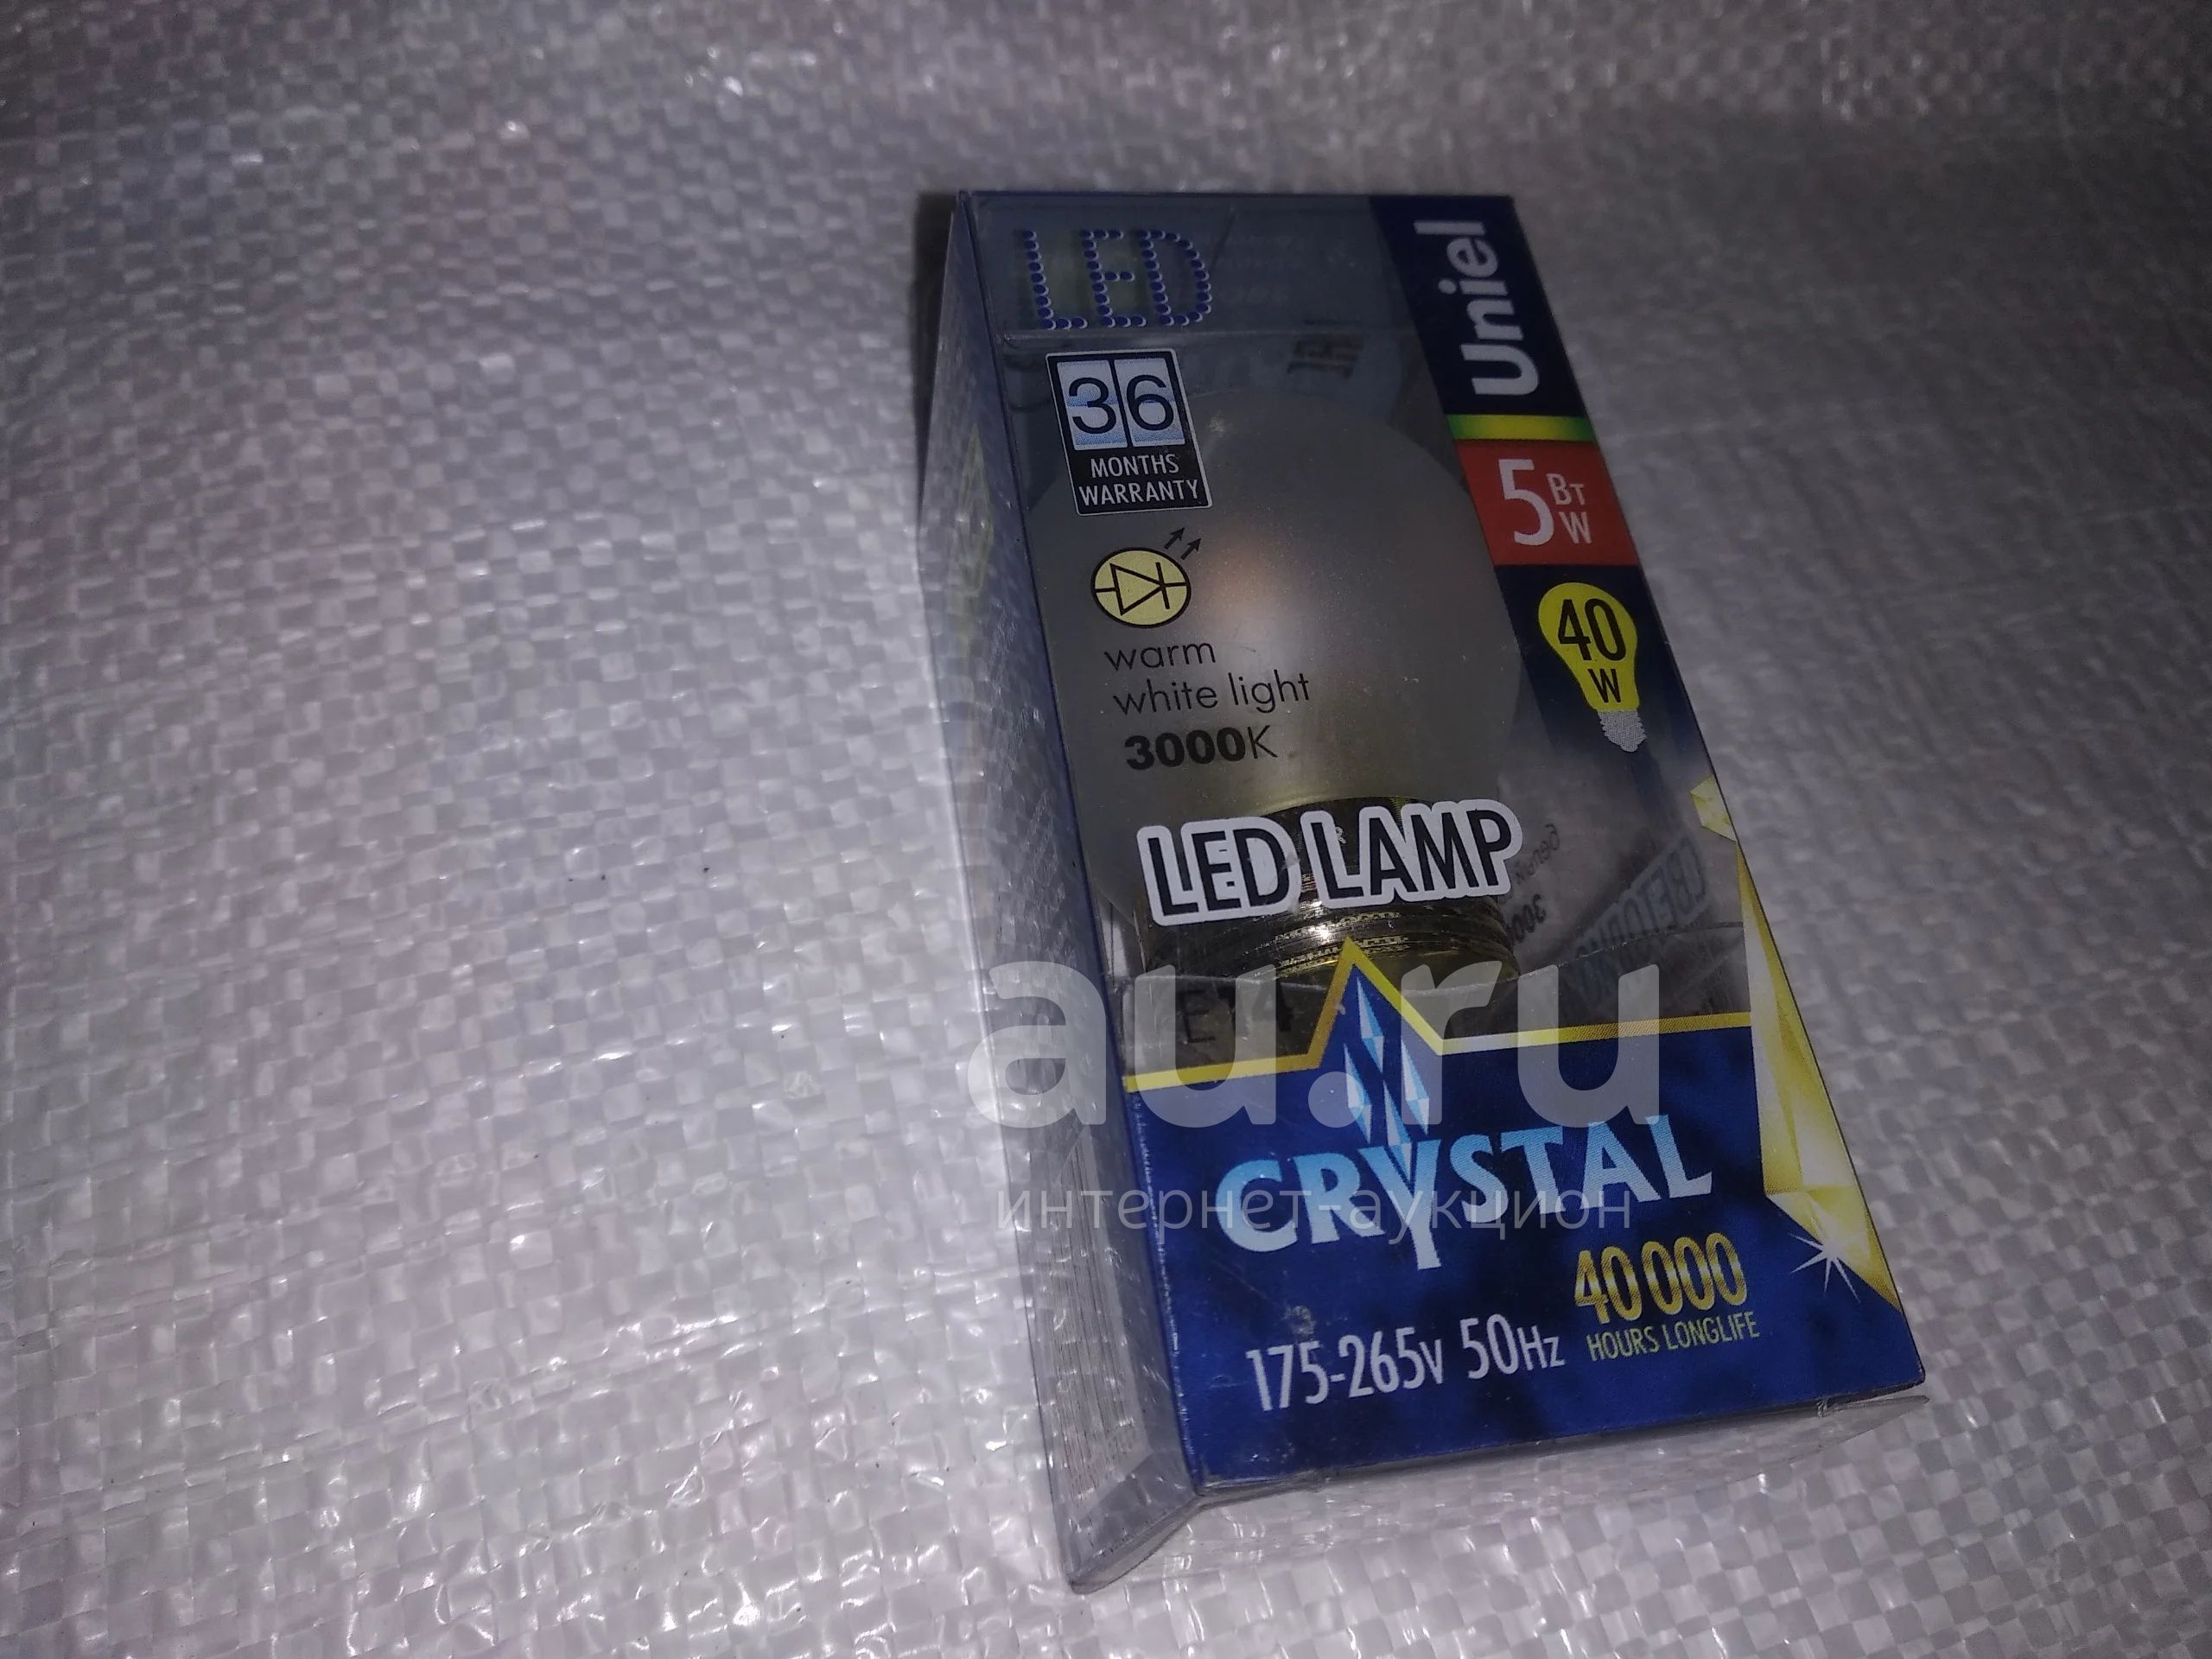 LED
Uniel
36
MONTHS
WARRANTY
5 Вт
W
40
W
warm
white light
3000K
LED LAMP
E14
au.ru
CRYSTAL
интернет-аукцион
40 000
HOURS LONGLIFE
175-265V 50Hz